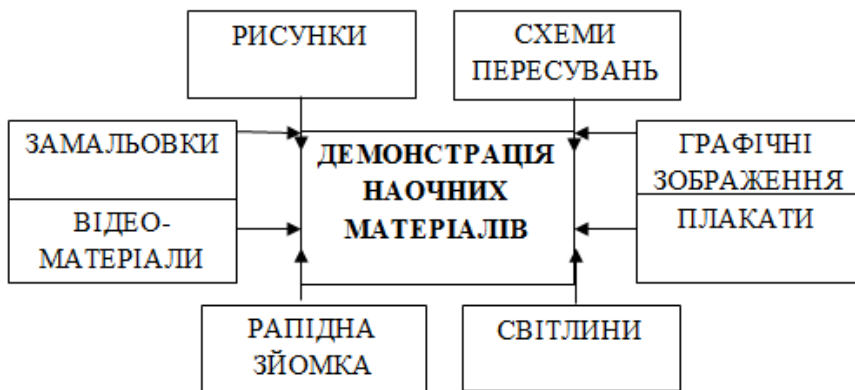 РИСУНКИ
СХЕМИ
ПЕРЕСУВАНЬ
ЗАМАЛЬОВКИ
ДЕМОНСТРАЦІЯ
НАОЧНИХ
МАТЕРІАЛІВ
ГРАФІЧНІ
ЗОБРАЖЕННЯ
ВІДЕО-
МАТЕРІАЛИ
ПЛАКАТИ
РАПІДНА
ЗЙОМКА
СВІТЛИНИ